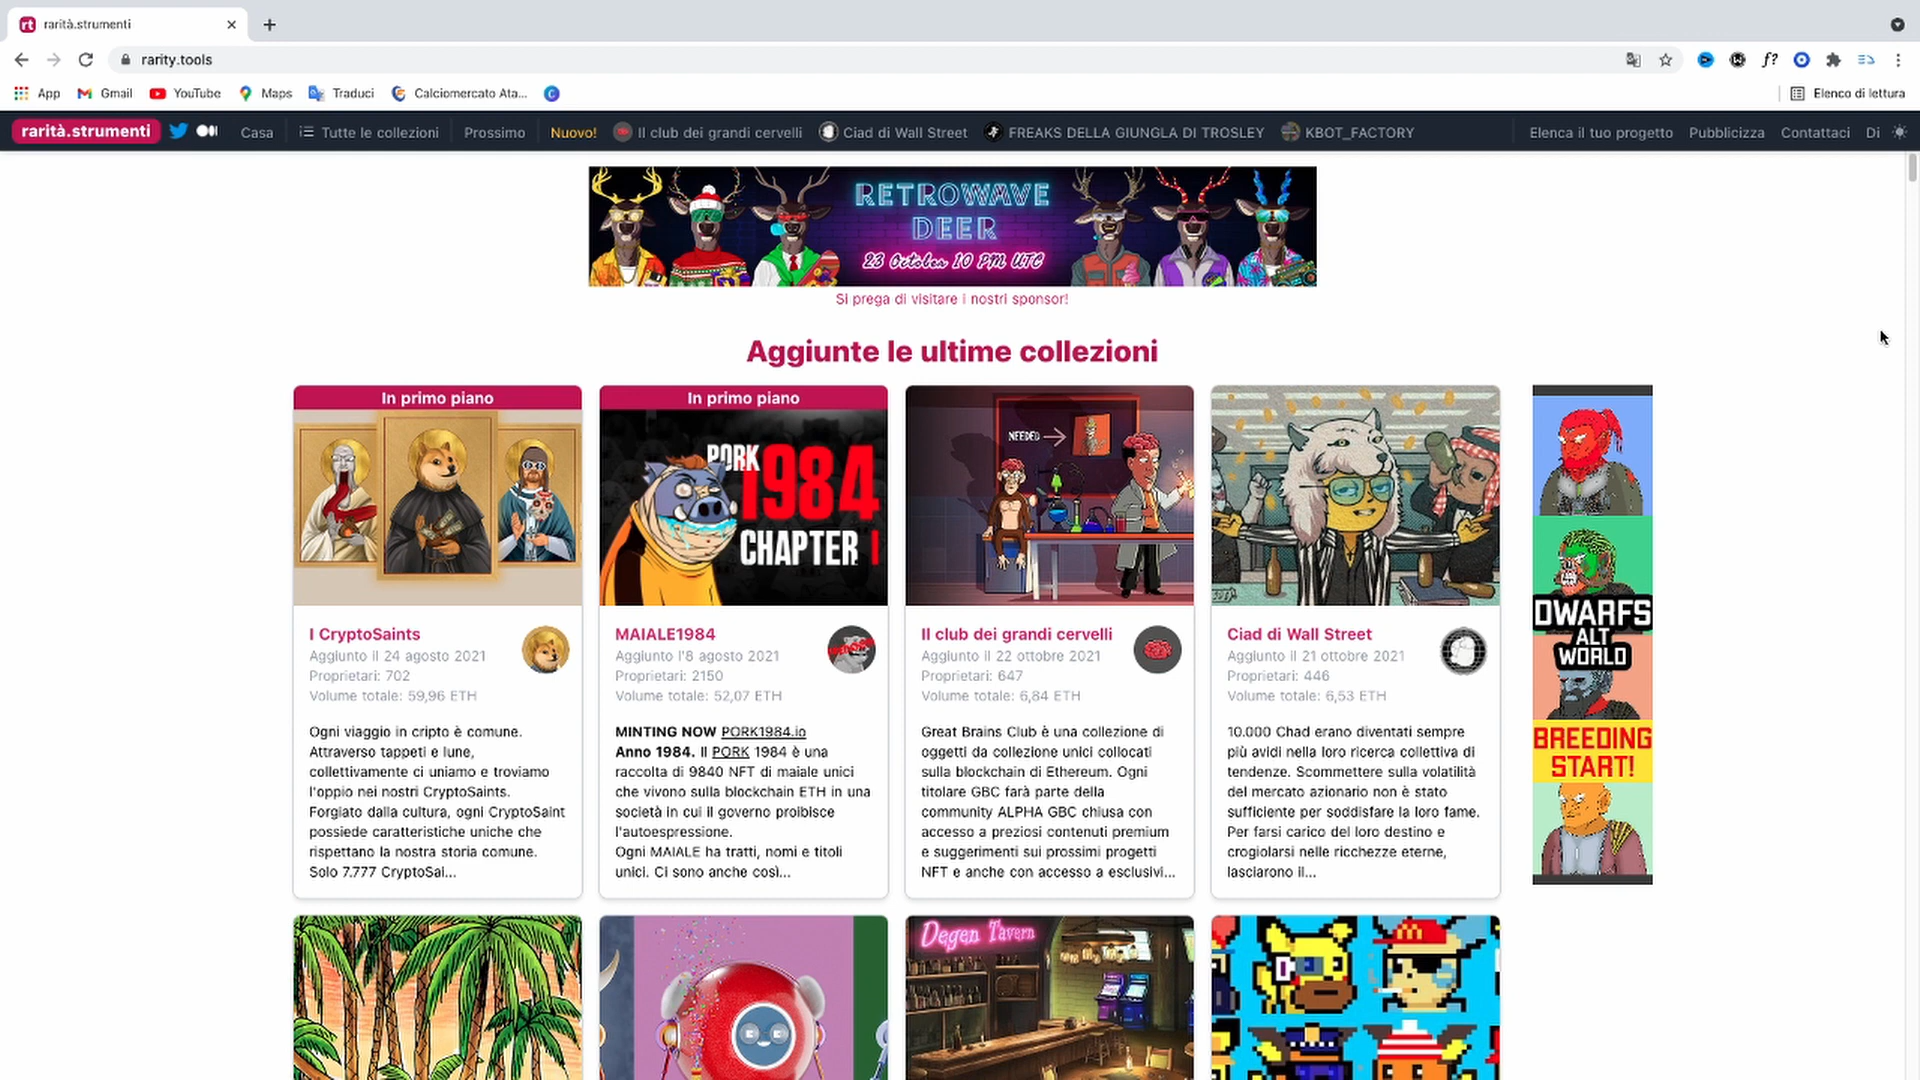 rt rarità.strumenti
rarity.tools
f?
App Gmail YouTube Maps Traduci Calciomercato Ata... Elenco di lettura
rarità.strumenti Casa Tutte le collezioni Prossimo Nuovo! Il club dei grandi cervelli Ciad di Wall Street FREAKS DELLA GIUNGLA DI TROSLEY KBOT_FACTORY Elenca il tuo progetto Pubblicizza Contattaci Di
RETROWAVE
DEER
23 October 10 PM UTC
Si prega di visitare i nostri sponsor!
Aggiunte le ultime collezioni
In primo piano
I CryptoSaints
Aggiunto il 24 agosto 2021
Proprietari: 702
Volume totale: 59,96 ETH
Ogni viaggio in cripto è comune.
Attraverso tappeti e lune,
collettivamente ci uniamo e troviamo
l'oppio nei nostri CryptoSaints.
Forgiato dalla cultura, ogni CryptoSaint
possiede caratteristiche uniche che
rispettano la nostra storia comune.
Solo 7.777 CryptoSai...
In primo piano
PORK
1984
CHAPTER I
MAIALE1984
Aggiunto l'8 agosto 2021
Proprietari: 2150
Volume totale: 52,07 ETH
MINTING NOW PORK1984.io
Anno 1984. Il PORK 1984 è una
raccolta di 9840 NFT di maiale unici
che vivono sulla blockchain ETH in una
società in cui il governo proibisce
l'autoespressione.
Ogni MAIALE ha tratti, nomi e titoli
unici. Ci sono anche così...
NEEDED
Il club dei grandi cervelli
Aggiunto il 22 ottobre 2021
Proprietari: 647
Volume totale: 6,84 ETH
Great Brains Club è una collezione di
oggetti da collezione unici collocati
sulla blockchain di Ethereum. Ogni
titolare GBC farà parte della
community ALPHA GBC chiusa con
accesso a preziosi contenuti premium
e suggerimenti sui prossimi progetti
NFT e anche con accesso a esclusivi...
Ciad di Wall Street
Aggiunto il 21 ottobre 2021
Proprietari: 446
Volume totale: 6,53 ETH
10.000 Chad erano diventati sempre
più avidi nella loro ricerca collettiva di
tendenze. Scommettere sulla volatilità
del mercato azionario non è stato
sufficiente per soddisfare la loro fame.
Per farsi carico del loro destino e
crogiolarsi nelle ricchezze eterne,
lasciarono il...
DWARFS
ALT
WORLD
BREEDING
START!
Degen Tavern